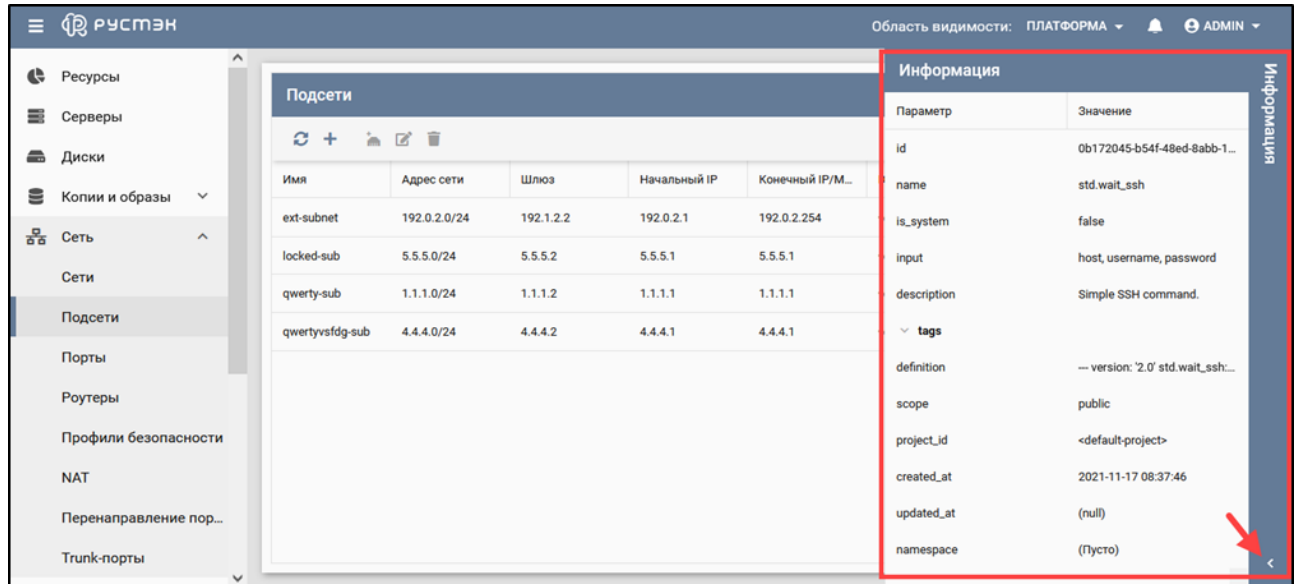 РУСТЭК
Область видимости: ПЛАТФОРМА ADMIN
Ресурсы
Серверы
Диски
Копии и образы
Сеть
Сети
Подсети
Порты
Роутеры
Профили безопасности
NAT
Перенаправление пор...
Trunk-порты
Подсети
Имя Адрес сети Шлюз Начальный IP Конечный IP/М...
ext-subnet 192.0.2.0/24 192.1.2.2 192.0.2.1 192.0.2.254
locked-sub 5.5.5.0/24 5.5.5.2 5.5.5.1 5.5.5.1
qwerty-sub 1.1.1.0/24 1.1.1.2 1.1.1.1 1.1.1.1
qwertyvsfdg-sub 4.4.4.0/24 4.4.4.2 4.4.4.1 4.4.4.1
Информация
Параметр Значение
id 0b172045-b54f-48ed-8abb-1...
name std.wait_ssh
is_system false
input host, username, password
description Simple SSH command.
tags
definition --- version: '2.0' std.wait_ssh:...
scope public
project_id <default-project>
created_at 2021-11-17 08:37:46
updated_at (null)
namespace (Пусто)
Информация